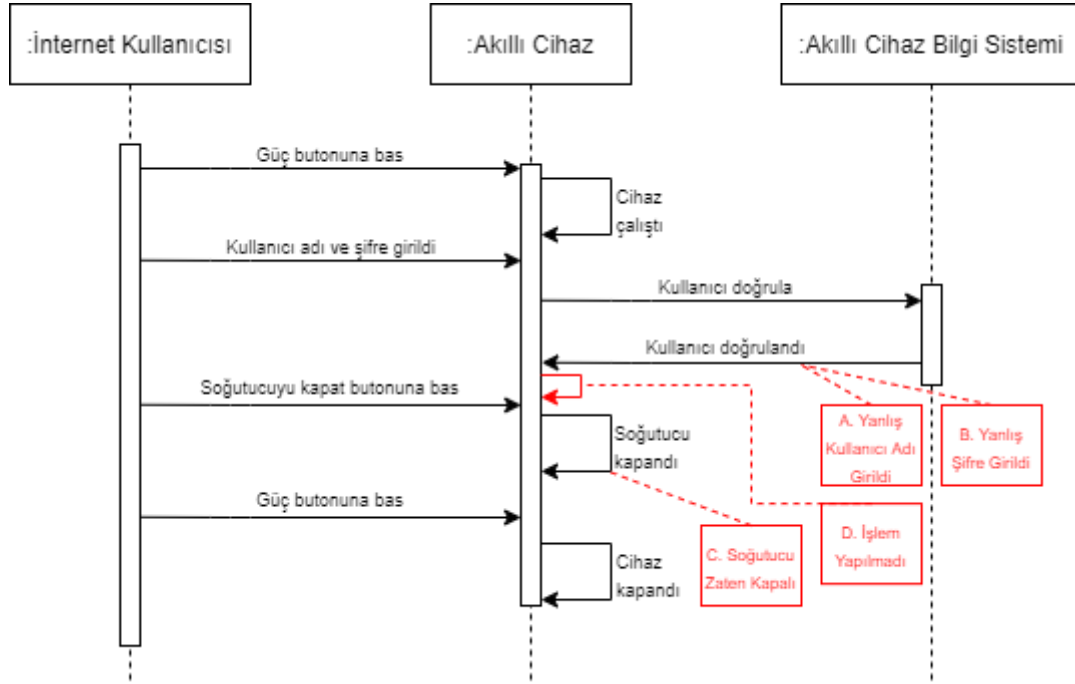 :İnternet Kullanıcısı
:Akıllı Cihaz
:Akıllı Cihaz Bilgi Sistemi
Güç butonuna bas
Cihaz
çalıştı
Kullanıcı adı ve şifre girildi
Kullanıcı doğrula
Kullanıcı doğrulandı
Soğutucuyu kapat butonuna bas
A. Yanlış
Kullanıcı Adı
Girildi
B. Yanlış
Şifre Girildi
Soğutucu
kapandı
Güç butonuna bas
D. İşlem
Yapılmadı
C. Soğutucu
Zaten Kapalı
Cihaz
kapandı